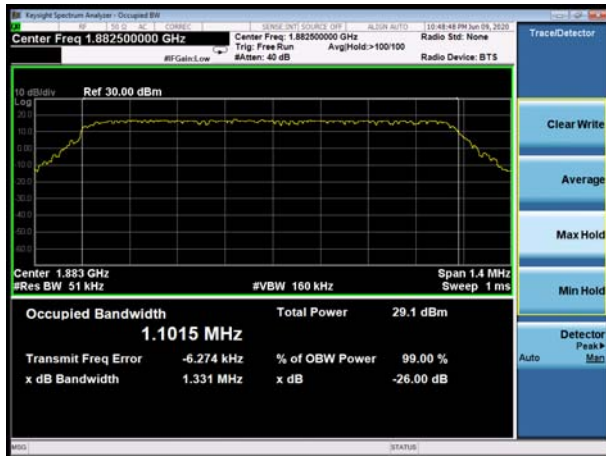 Keysight Spectrum Analyzer - Occupied BW
RF 50 Ω AC CORREC SENSE:INT SOURCE OFF ALIGN AUTO 10:48:48 PM Jun 09, 2020
Center Freq 1.882500000 GHz
Center Freq: 1.882500000 GHz
Radio Std: None
Trig: Free Run Avg|Hold:>100/100
#IFGain:Low
#Atten: 40 dB
Radio Device: BTS
Trace/Detector
10 dB/div Ref 30.00 dBm
Log
20.0
10.0
0.00
-10.0
-20.0
-30.0
-40.0
-50.0
-60.0
Clear Write
Average
Max Hold
Min Hold
Detector
Peak▶
Auto Man
Center 1.883 GHz Span 1.4 MHz
#Res BW 51 kHz #VBW 160 kHz Sweep 1 ms
Occupied Bandwidth Total Power 29.1 dBm
1.1015 MHz
Transmit Freq Error -6.274 kHz % of OBW Power 99.00 %
x dB Bandwidth 1.331 MHz x dB -26.00 dB
MSG STATUS